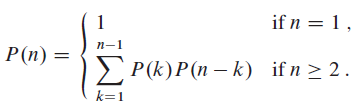 P(n) = { 1 if n = 1 ,
∑_{k=1}^{n−1} P(k)P(n − k) if n ≥ 2 .